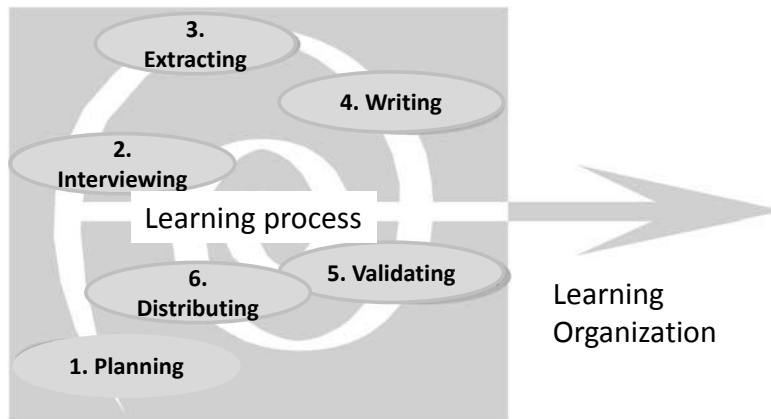 3.
Extracting
4. Writing
2.
Interviewing
Learning process
5. Validating
6.
Distributing
1. Planning
Learning
Organization